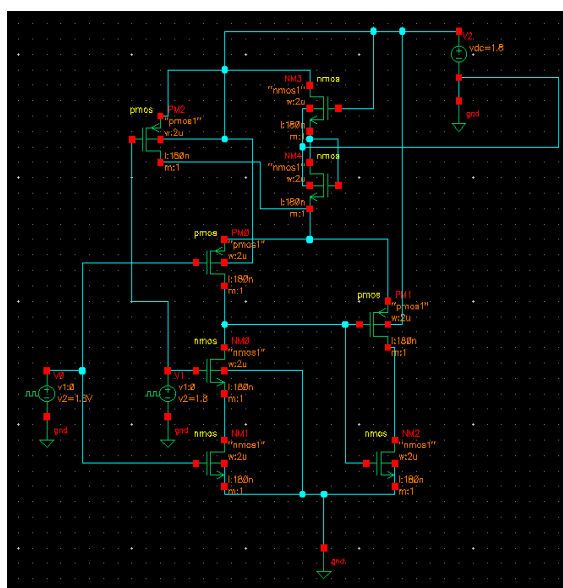 V2
vdc=1.8
gnd
NM3
nmos
"nmos1"
w:2u
l:180n
m:1
PM2
pmos
"pmos1"
w:2u
l:180n
m:1
NM4
nmos
"nmos1"
w:2u
l:180n
m:1
PM0
pmos
"pmos1"
w:2u
l:180n
m:1
PM1
pmos
"pmos1"
w:2u
l:180n
m:1
NM0
nmos
"nmos1"
w:2u
l:180n
m:1
V0
v1:0
v2=1.8V
gnd
V1
v1:0
v2=1.8
gnd
NM1
nmos
"nmos1"
w:2u
l:180n
m:1
NM2
nmos
"nmos1"
w:2u
l:180n
m:1
gnd